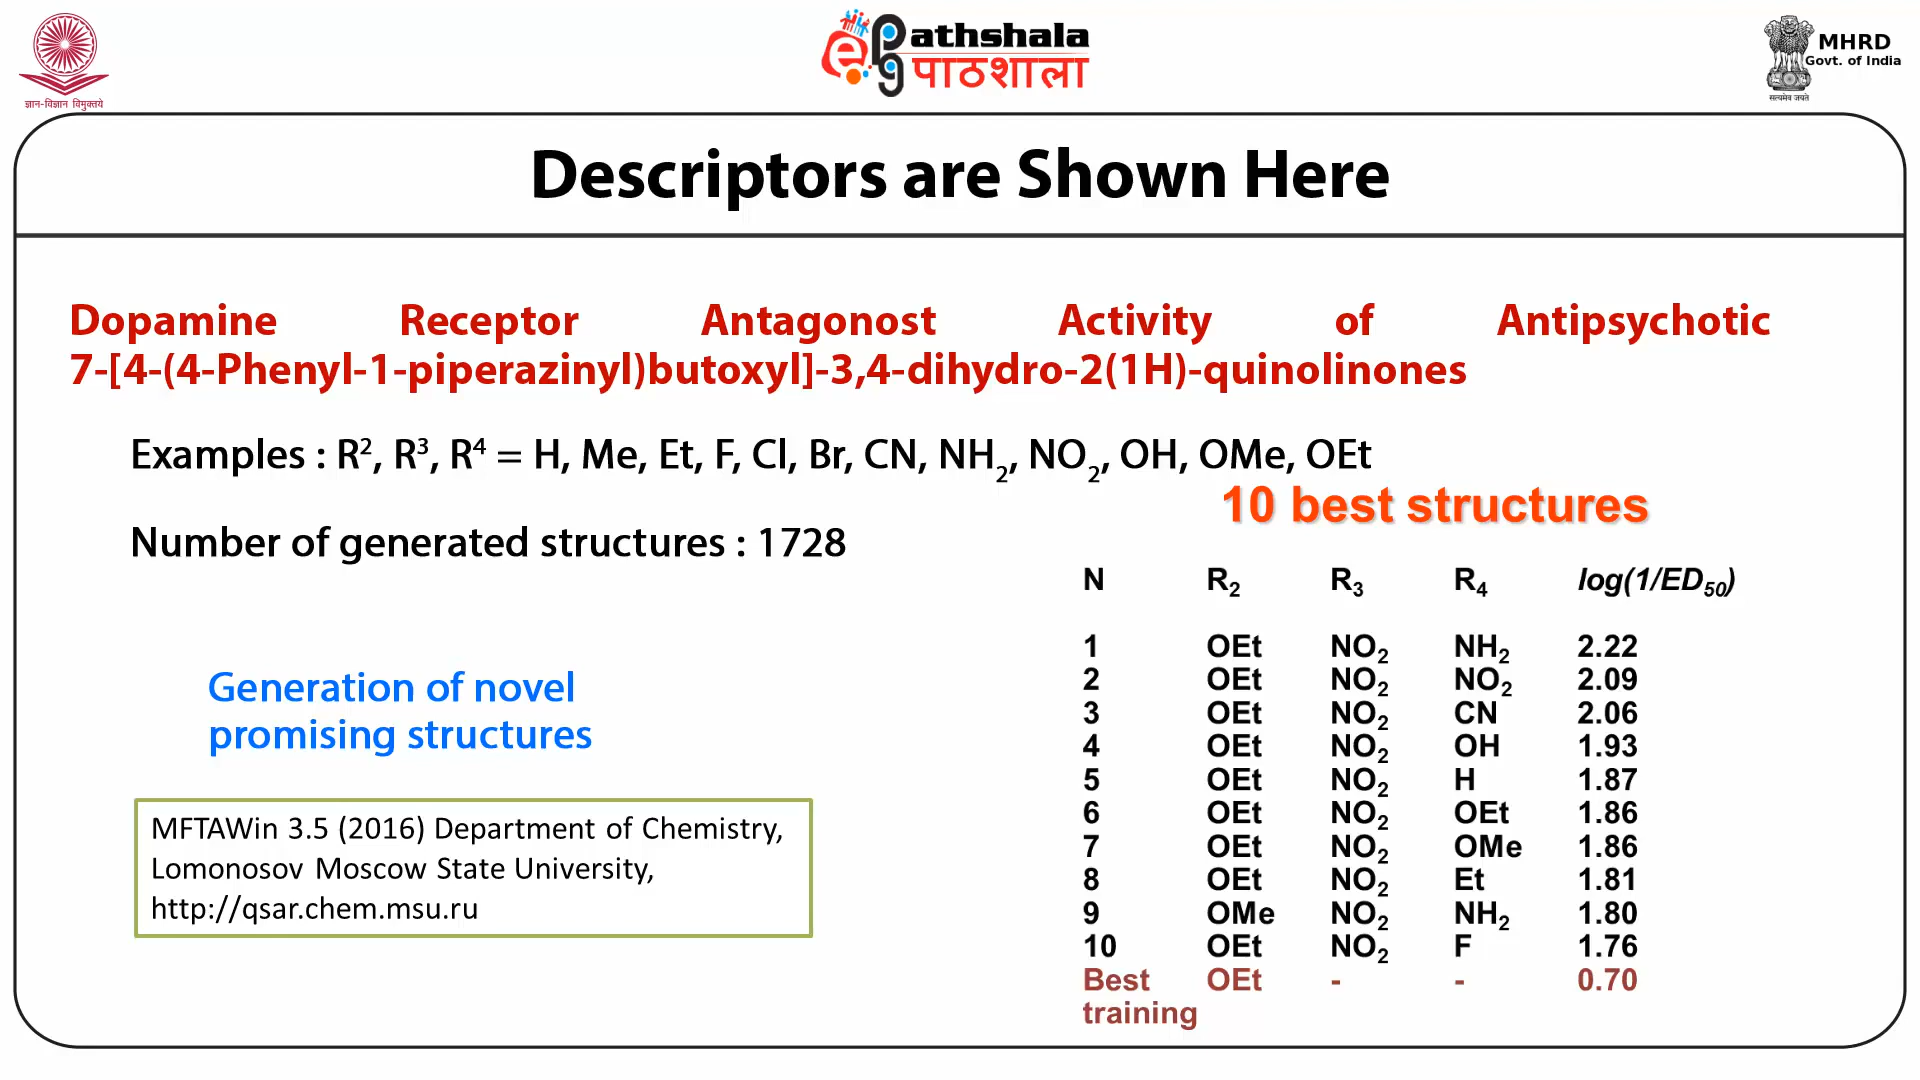 ज्ञान-विज्ञान विमुक्तये
ePathshala
पाठशाला
MHRD
Govt. of India
सत्यमेव जयते
Descriptors are Shown Here
Dopamine Receptor Antagonost Activity of Antipsychotic
7-[4-(4-Phenyl-1-piperazinyl)butoxyl]-3,4-dihydro-2(1H)-quinolinones
Examples : R², R³, R⁴ = H, Me, Et, F, Cl, Br, CN, NH₂, NO₂, OH, OMe, OEt
10 best structures
Number of generated structures : 1728
N R₂ R₃ R₄ log(1/ED₅₀)
1 OEt NO₂ NH₂ 2.22
2 OEt NO₂ NO₂ 2.09
3 OEt NO₂ CN 2.06
4 OEt NO₂ OH 1.93
5 OEt NO₂ H 1.87
6 OEt NO₂ OEt 1.86
7 OEt NO₂ OMe 1.86
8 OEt NO₂ Et 1.81
9 OMe NO₂ NH₂ 1.80
10 OEt NO₂ F 1.76
Best OEt - - 0.70
training
Generation of novel
promising structures
MFTAWin 3.5 (2016) Department of Chemistry,
Lomonosov Moscow State University,
http://qsar.chem.msu.ru